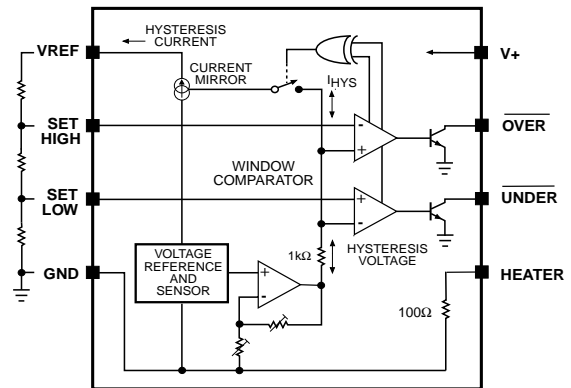 HYSTERESIS
CURRENT
VREF
V+
CURRENT
MIRROR
IHYS
SET
HIGH
-
+
OVER
WINDOW
COMPARATOR
SET
LOW
+
-
UNDER
1kΩ
HYSTERESIS
VOLTAGE
VOLTAGE
REFERENCE
AND
SENSOR
+
-
GND
HEATER
100Ω